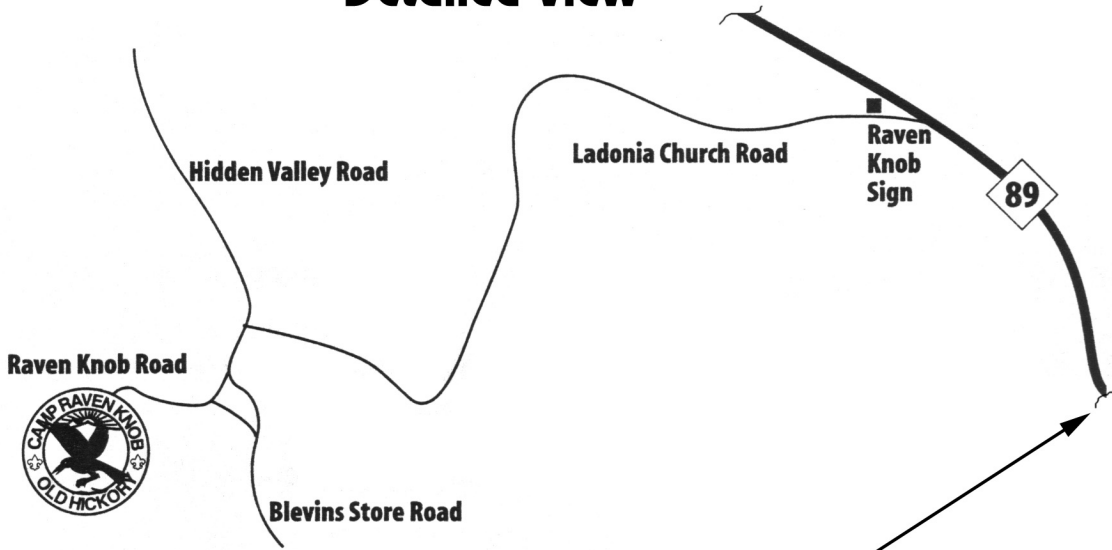 Detailed View
Hidden Valley Road
Ladonia Church Road
Raven
Knob
Sign
89
Raven Knob Road
CAMP RAVEN KNOB
OLD HICKORY
Blevins Store Road